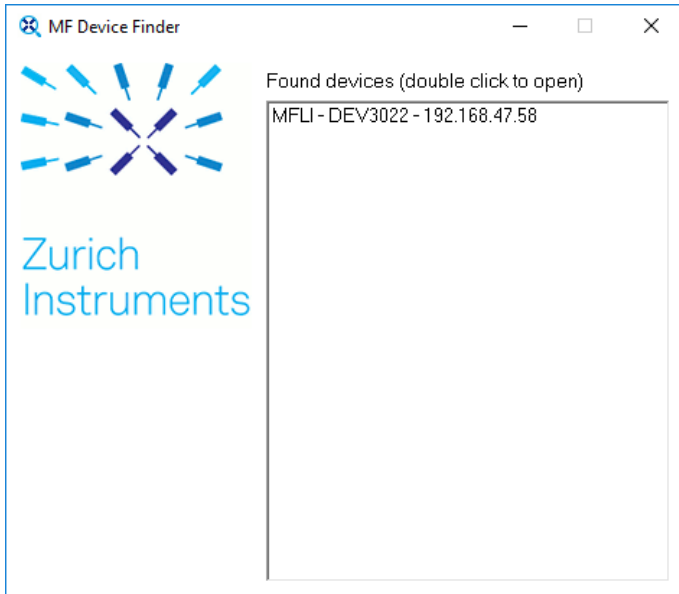 MF Device Finder
Found devices (double click to open)
MFLI - DEV3022 - 192.168.47.58
Zurich
Instruments